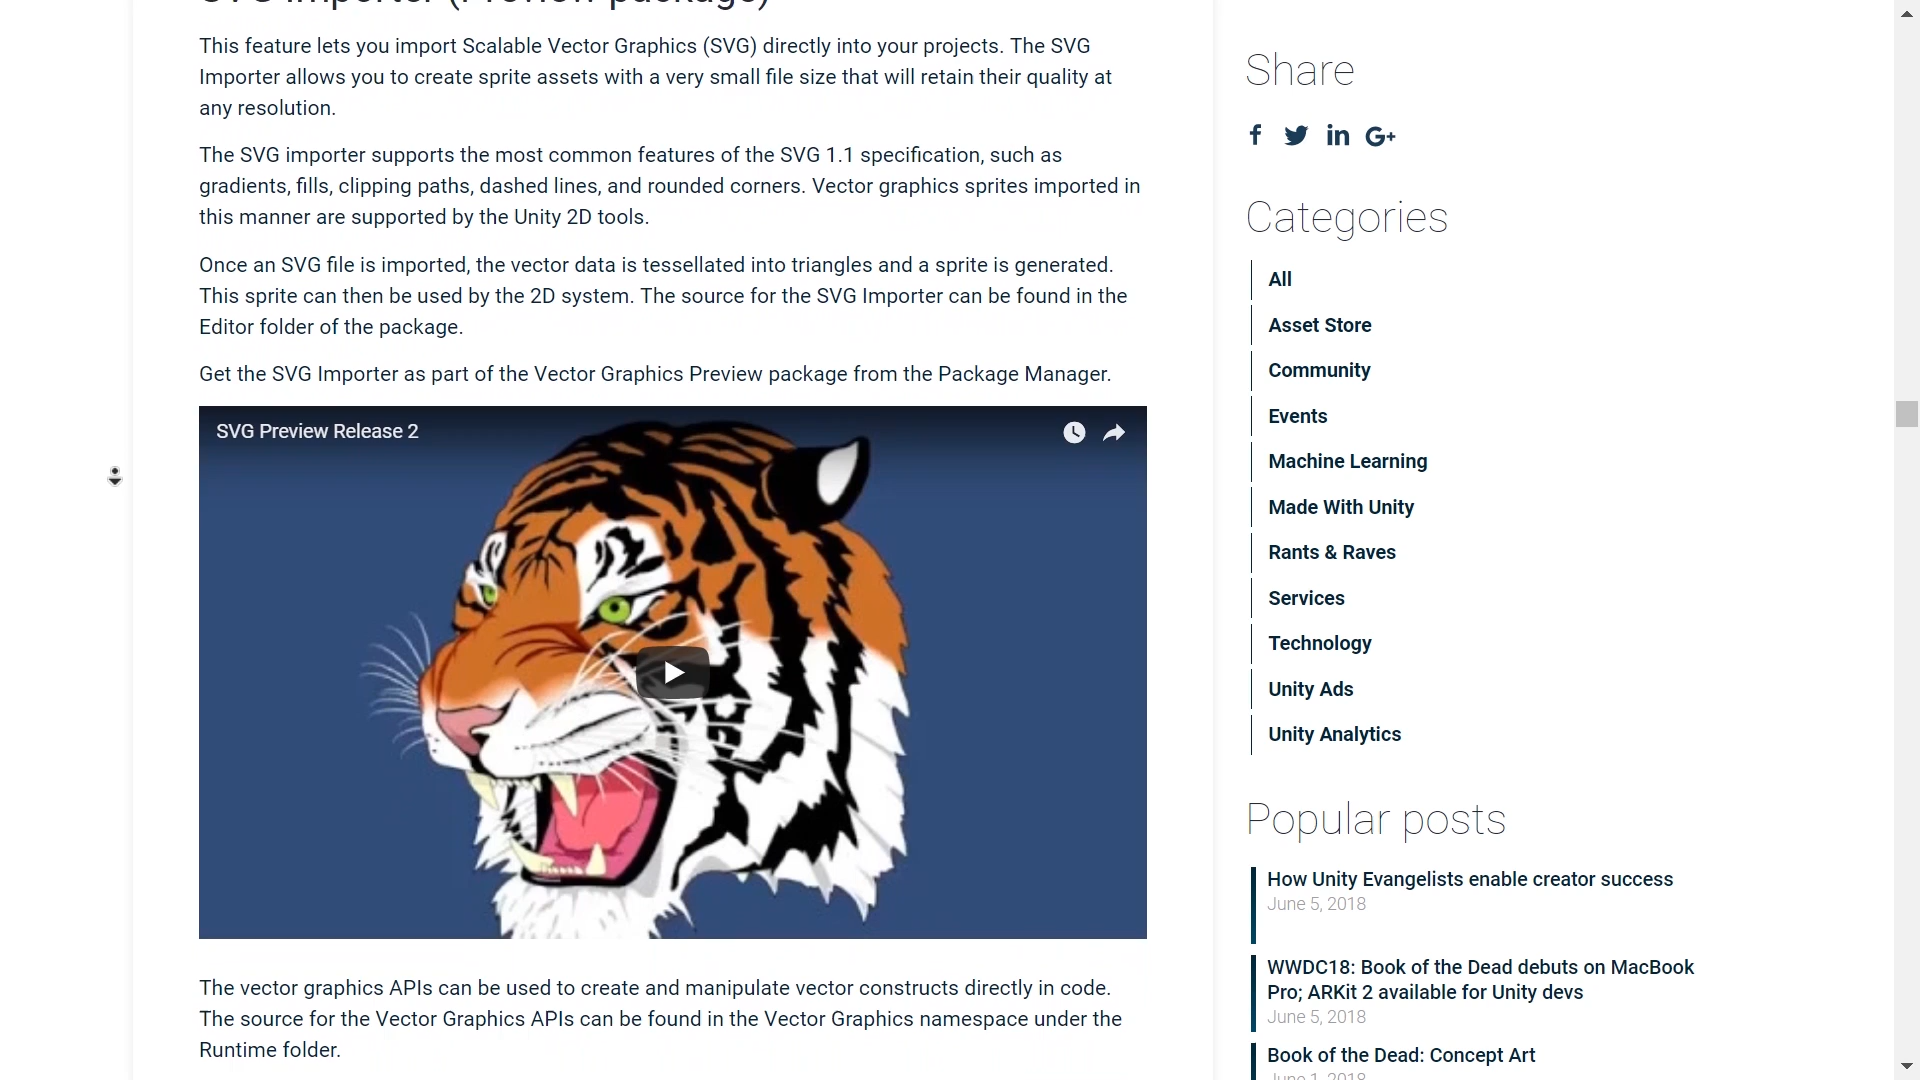 SVG Importer (Preview package)
This feature lets you import Scalable Vector Graphics (SVG) directly into your projects. The SVG
Importer allows you to create sprite assets with a very small file size that will retain their quality at
any resolution.
The SVG importer supports the most common features of the SVG 1.1 specification, such as
gradients, fills, clipping paths, dashed lines, and rounded corners. Vector graphics sprites imported in
this manner are supported by the Unity 2D tools.
Once an SVG file is imported, the vector data is tessellated into triangles and a sprite is generated.
This sprite can then be used by the 2D system. The source for the SVG Importer can be found in the
Editor folder of the package.
Get the SVG Importer as part of the Vector Graphics Preview package from the Package Manager.
SVG Preview Release 2
The vector graphics APIs can be used to create and manipulate vector constructs directly in code.
The source for the Vector Graphics APIs can be found in the Vector Graphics namespace under the
Runtime folder.
Share
f in G+
Categories
All
Asset Store
Community
Events
Machine Learning
Made With Unity
Rants & Raves
Services
Technology
Unity Ads
Unity Analytics
Popular posts
How Unity Evangelists enable creator success
June 5, 2018
WWDC18: Book of the Dead debuts on MacBook
Pro; ARKit 2 available for Unity devs
June 5, 2018
Book of the Dead: Concept Art
June 1, 2018